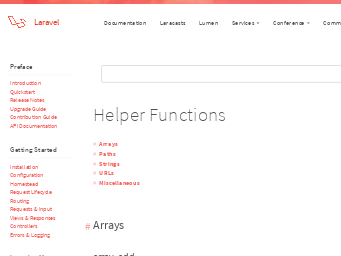 Laravel
Documentation Laracasts Lumen Services Conference
Preface
Introduction
Quickstart
Release Notes
Upgrade Guide
Contribution Guide
API Documentation
Getting Started
Installation
Configuration
Homestead
Request Lifecycle
Routing
Requests & Input
Views & Responses
Controllers
Errors & Logging
Helper Functions
Arrays
Paths
Strings
URLs
Miscellaneous
# Arrays